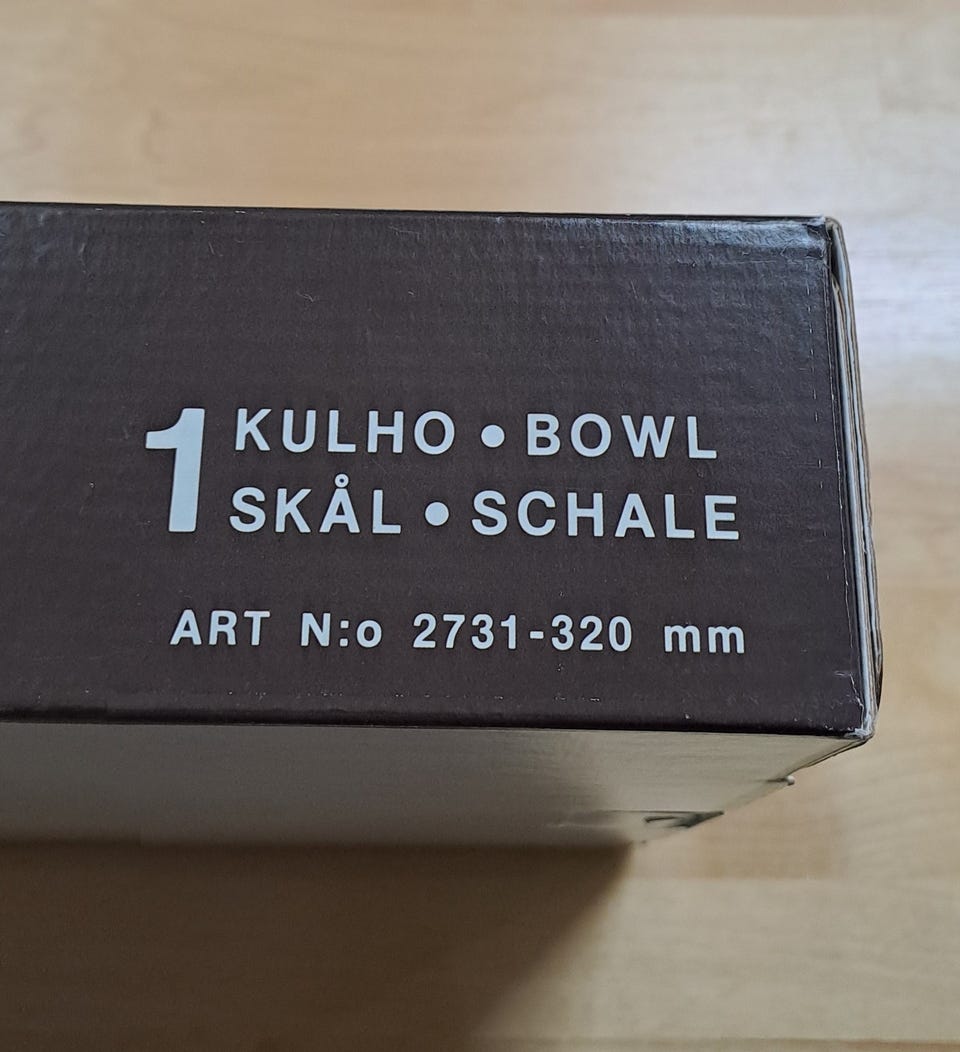 1 KULHO • BOWL
SKÅL • SCHALE
ART N:o 2731-320 mm